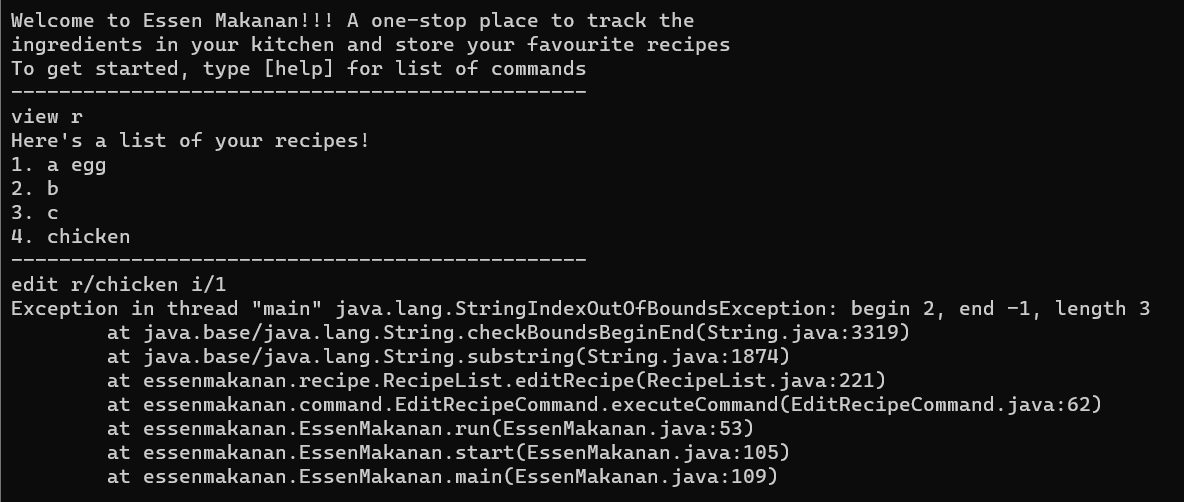 Welcome to Essen Makanan!!! A one-stop place to track the
ingredients in your kitchen and store your favourite recipes
To get started, type [help] for list of commands
------------------------------------------------
view r
Here's a list of your recipes!
1. a egg
2. b
3. c
4. chicken
------------------------------------------------
edit r/chicken i/1
Exception in thread "main" java.lang.StringIndexOutOfBoundsException: begin 2, end -1, length 3
        at java.base/java.lang.String.checkBoundsBeginEnd(String.java:3319)
        at java.base/java.lang.String.substring(String.java:1874)
        at essenmakanan.recipe.RecipeList.editRecipe(RecipeList.java:221)
        at essenmakanan.command.EditRecipeCommand.executeCommand(EditRecipeCommand.java:62)
        at essenmakanan.EssenMakanan.run(EssenMakanan.java:53)
        at essenmakanan.EssenMakanan.start(EssenMakanan.java:105)
        at essenmakanan.EssenMakanan.main(EssenMakanan.java:109)